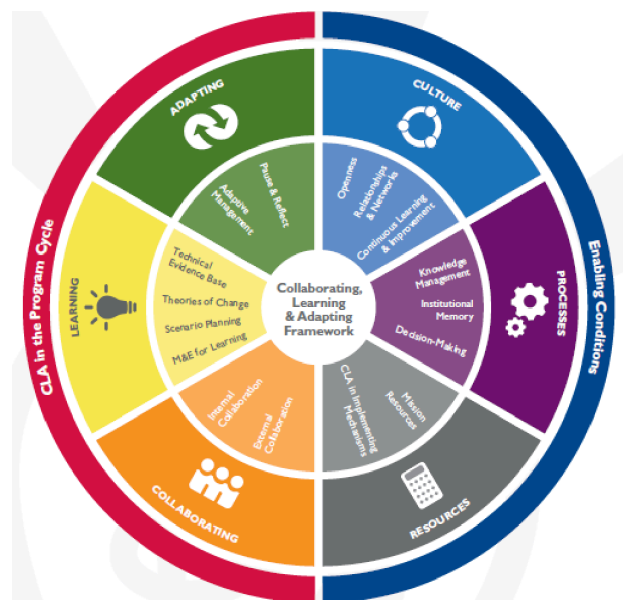 CLA in the Program Cycle
Enabling Conditions
ADAPTING
Adaptive
Management
Pause & Reflect
CULTURE
Openness
Relationships
& Networks
Continuous Learning
& Improvement
PROCESSES
Knowledge
Management
Institutional
Memory
Decision-Making
RESOURCES
Mission
Resources
CLA in Implementing
Mechanisms
COLLABORATING
External
Collaboration
Internal
Collaboration
LEARNING
Technical
Evidence Base
Theories of Change
Scenario Planning
M&E for Learning
Collaborating,
Learning
& Adapting
Framework